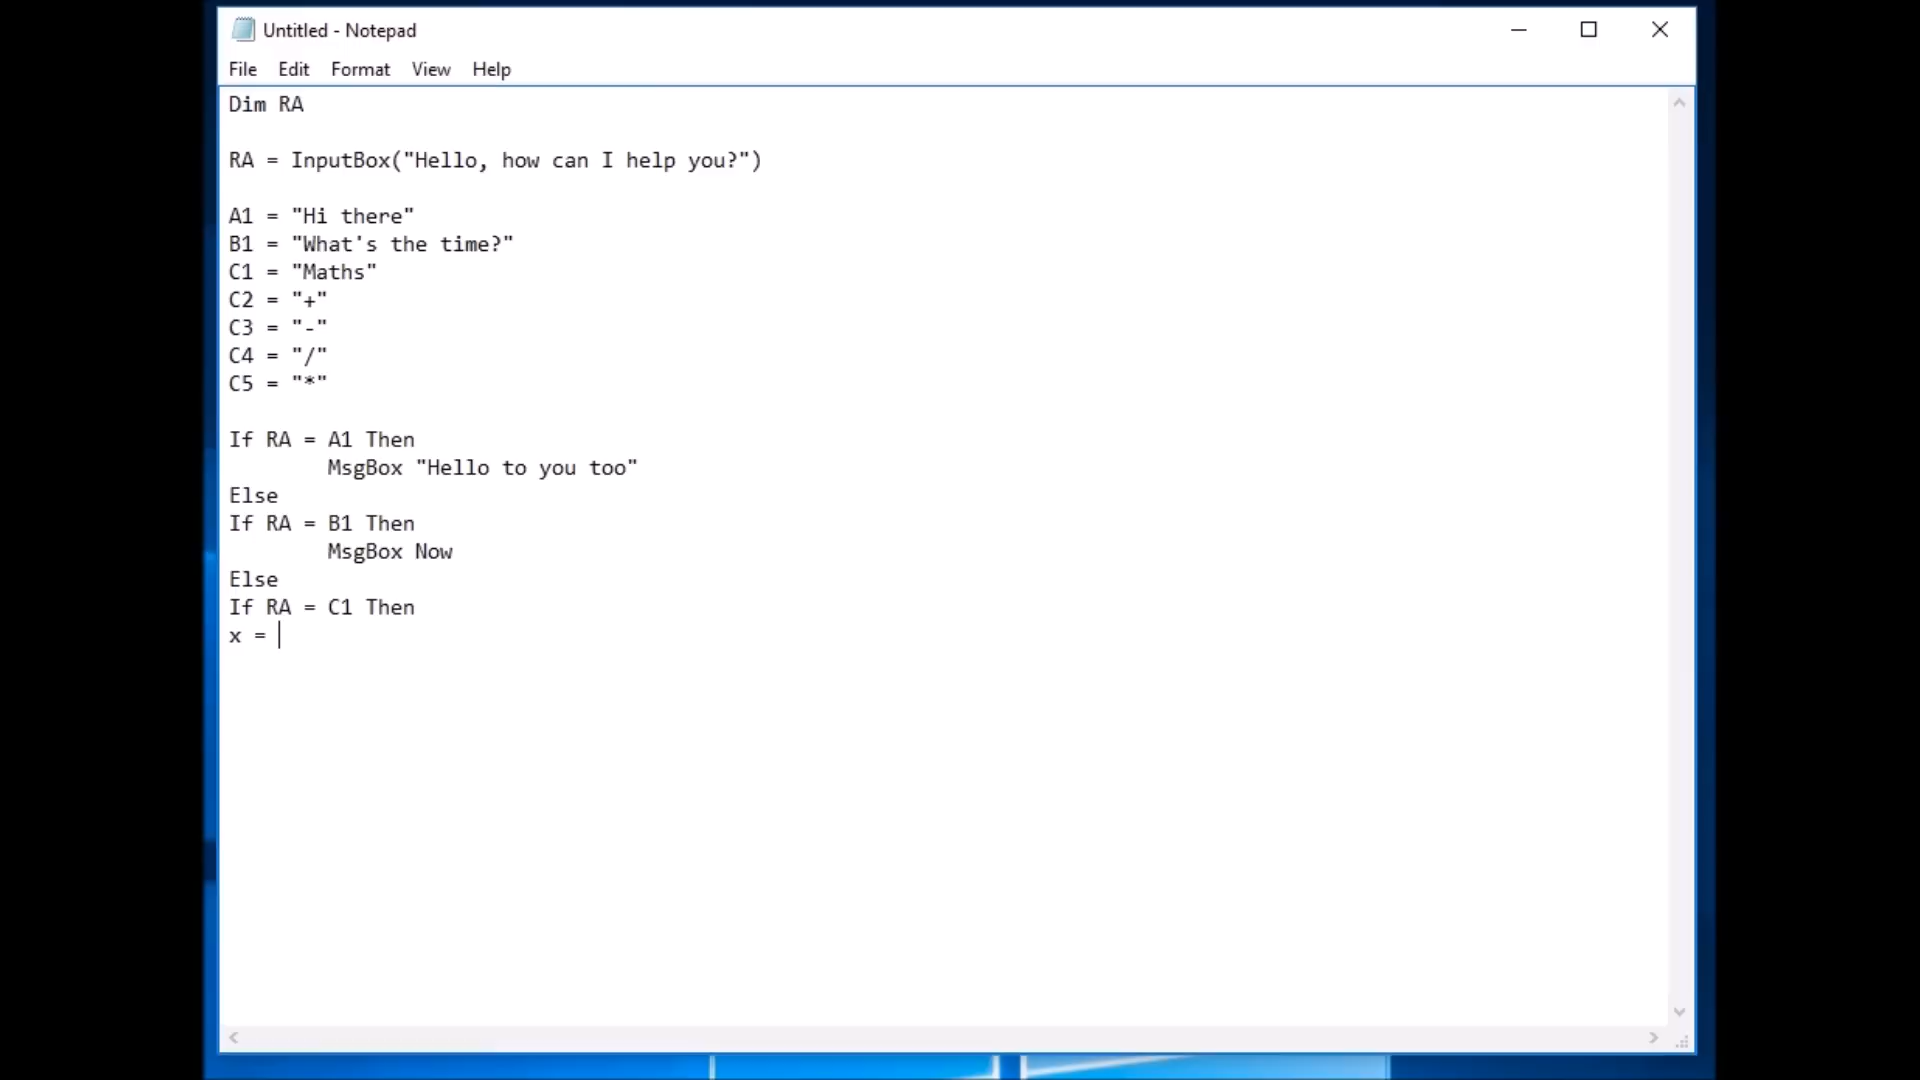 Untitled - Notepad
File Edit Format View Help
Dim RA
RA = InputBox("Hello, how can I help you?")
A1 = "Hi there"
B1 = "What's the time?"
C1 = "Maths"
C2 = "+"
C3 = "-"
C4 = "/"
C5 = "*"
If RA = A1 Then
MsgBox "Hello to you too"
Else
If RA = B1 Then
MsgBox Now
Else
If RA = C1 Then
x =